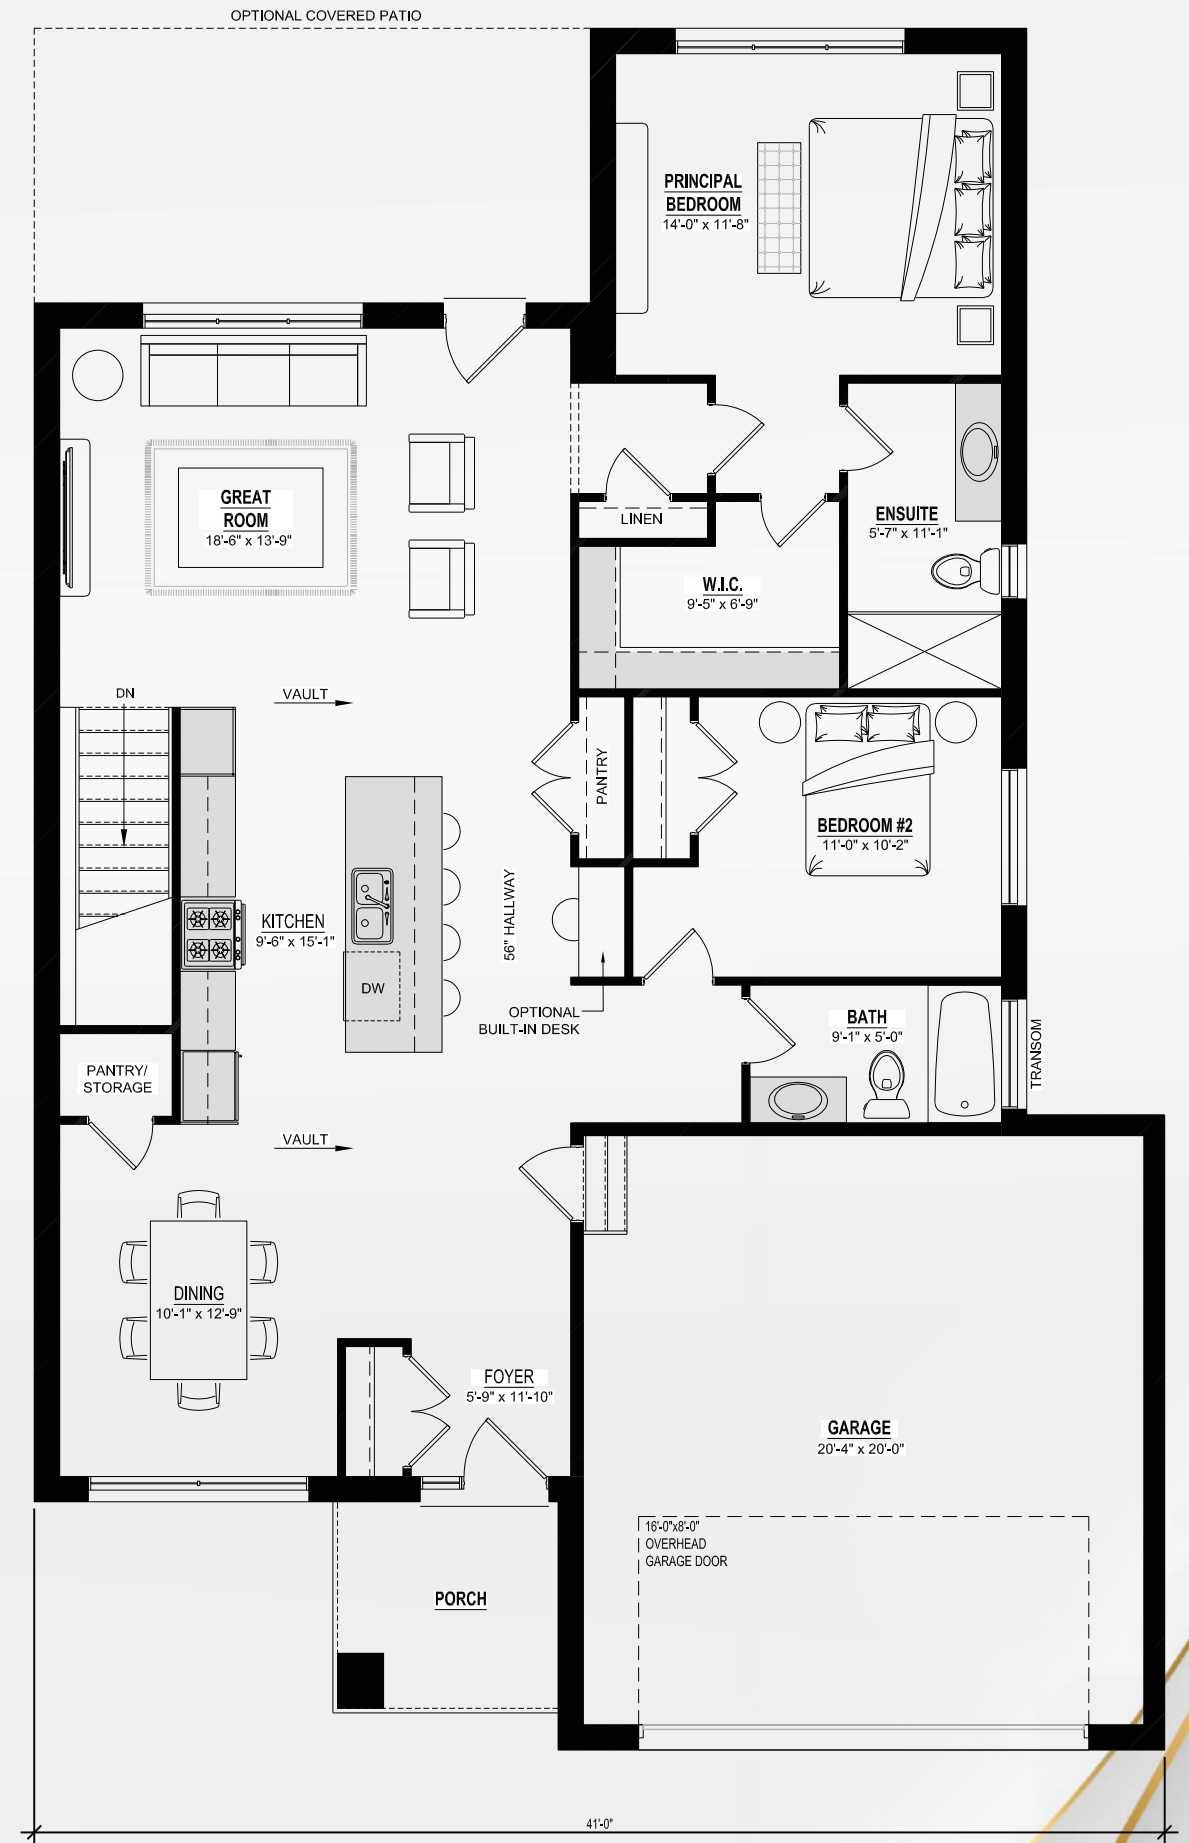 OPTIONAL COVERED PATIO
PRINCIPAL
BEDROOM
14'-0" x 11'-8"
GREAT
ROOM
18'-6" x 13'-9"
LINEN
ENSUITE
5'-7" x 11'-1"
W.I.C.
9'-5" x 6'-9"
DN
VAULT
PANTRY
BEDROOM #2
11'-0" x 10'-2"
KITCHEN
9'-6" x 15'-1"
56" HALLWAY
DW
OPTIONAL
BUILT-IN DESK
BATH
9'-1" x 5'-0"
TRANSOM
PANTRY/
STORAGE
VAULT
DINING
10'-1" x 12'-9"
FOYER
5'-9" x 11'-10"
GARAGE
20'-4" x 20'-0"
16'-0"x8'-0"
OVERHEAD
GARAGE DOOR
PORCH
41'-0"